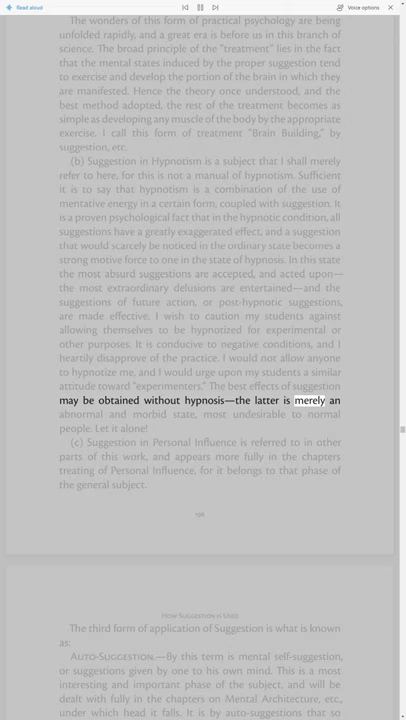 Read aloud
Voice options
The wonders of this form of practical psychology are being
unfolded rapidly, and a great era is before us in this branch of
science. The broad principle of the "treatment" lies in the fact
that the mental states induced by the proper suggestion tend
to exercise and develop the portion of the brain in which they
are manifested. Hence the theory once understood, and the
best method adopted, the rest of the treatment becomes as
simple as developing any muscle of the body by the appropriate
exercise. I call this form of treatment "Brain Building," by
suggestion, etc.
(b) Suggestion in Hypnotism is a subject that I shall merely
refer to here, for this is not a manual of hypnotism. Sufficient
it is to say that hypnotism is a combination of the use of
mentative energy in a certain form, coupled with suggestion. It
is a proven psychological fact that in the hypnotic condition, all
suggestions have a greatly exaggerated effect, and a suggestion
that would scarcely be noticed in the ordinary state becomes a
strong motive force to one in the state of hypnosis. In this state
the most absurd suggestions are accepted, and acted upon—
the most extraordinary delusions are entertained—and the
suggestions of future action, or post-hypnotic suggestions,
are made effective. I wish to caution my students against
allowing themselves to be hypnotized for experimental or
other purposes. It is conducive to negative conditions, and I
heartily disapprove of the practice. I would not allow anyone
to hypnotize me, and I would urge upon my students a similar
attitude toward "experimenters." The best effects of suggestion
may be obtained without hypnosis—the latter is merely an
abnormal and morbid state, most undesirable to normal
people. Let it alone!
(c) Suggestion in Personal Influence is referred to in other
parts of this work, and appears more fully in the chapters
treating of Personal Influence, for it belongs to that phase of
the general subject.
How Suggestion is Used
The third form of application of Suggestion is what is known
as:
Auto-Suggestion.—By this term is mental self-suggestion,
or suggestions given by one to his own mind. This is a most
interesting and important phase of the subject, and will be
dealt with fully in the chapters on Mental Architecture, etc.,
under which head it falls. It is by auto-suggestions that so